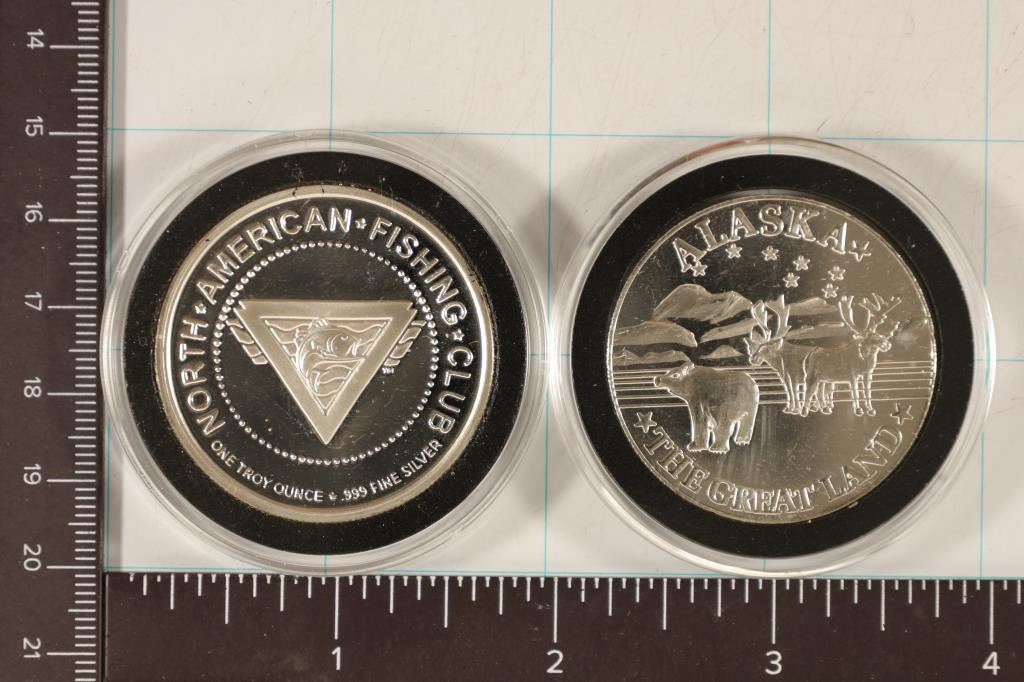 14
15
16
17
18
19
20
21
NORTH ★ AMERICAN ★ FISHING ★ CLUB
TM
ONE TROY OUNCE ★ .999 FINE SILVER
ALASKA
THE GREAT LAND
1 2 3 4